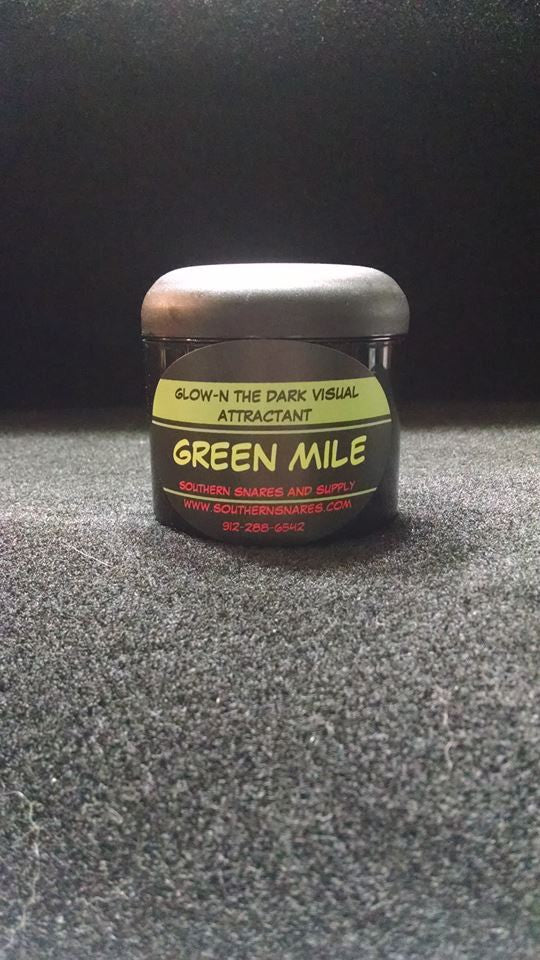 GLOW-N THE DARK VISUAL
ATTRACTANT
GREEN MILE
SOUTHERN SNARES AND SUPPLY
WWW.SOUTHERNSNARES.COM
912-288-6542